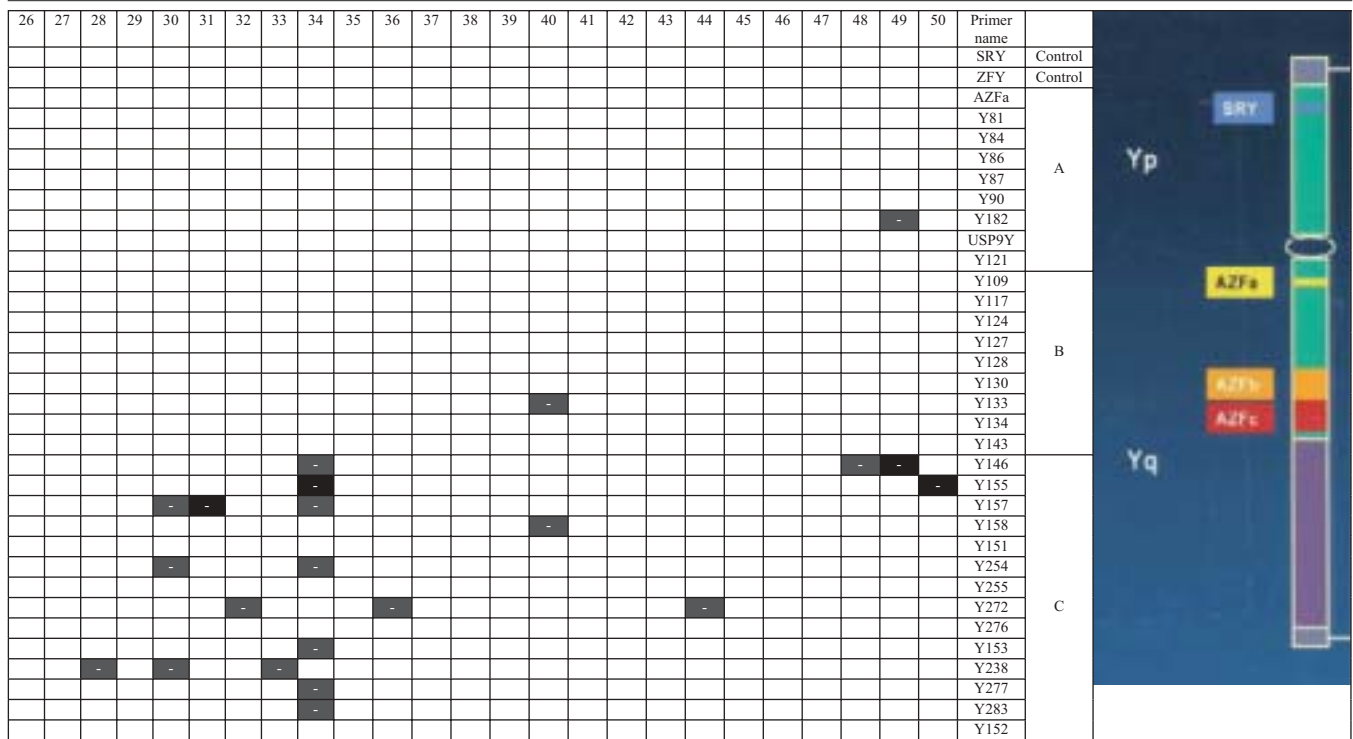 26 27 28 29 30 31 32 33 34 35 36 37 38 39 40 41 42 43 44 45 46 47 48 49 50 Primer name
SRY Control
ZFY Control
AZFa
Y81
Y84
Y86
A
Y87
Y90
- Y182
USP9Y
Y121
Y109
Y117
Y124
Y127
B
Y128
Y130
- Y133
Y134
Y143
- - - Y146
- - Y155
- - - Y157
- Y158
Y151
- - Y254
Y255
- - - Y272 C
Y276
- Y153
- - - Y238
- Y277
- Y283
Y152
SRY
Yp
AZFa
AZFb
AZFc
Yq